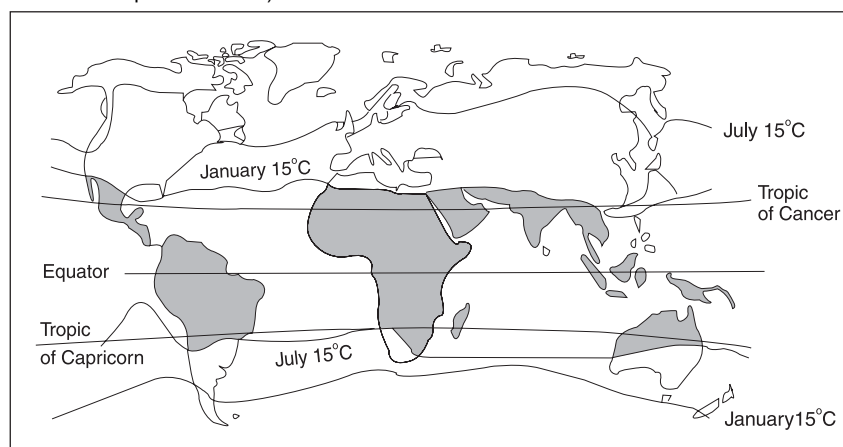 July 15°C
January 15°C
Tropic
of Cancer
Equator
Tropic
of Capricorn
July 15°C
January15°C